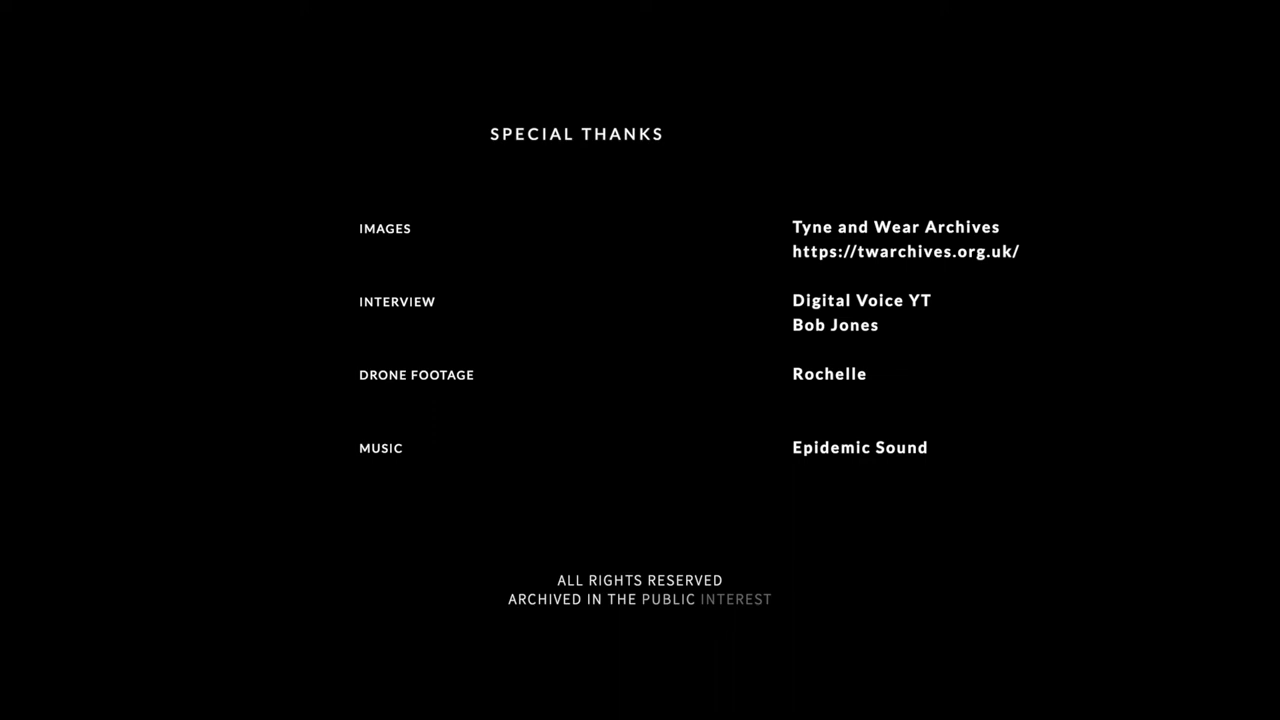 SPECIAL THANKS
IMAGES Tyne and Wear Archives
https://twarchives.org.uk/
INTERVIEW Digital Voice YT
Bob Jones
DRONE FOOTAGE Rochelle
MUSIC Epidemic Sound
ALL RIGHTS RESERVED
ARCHIVED IN THE PUBLIC INTEREST